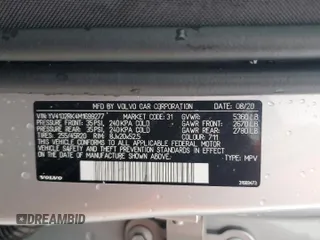 MFD BY VOLVO CAR CORPORATION DATE: 08/20
MARKET CODE: 31 GVWR: 5360 LB
PRESSURE FRONT: 35PSI, 240KPA COLD GAWR FRONT: 2670 LB
PRESSURE REAR: 35PSI, 240KPA COLD GAWR REAR: 2780 LB
TIRES: 255/45R20 RIM 8Jx20x52.5 COLOUR: 711
THIS VEHICLE CONFORMS TO ALL APPLICABLE FEDERAL MOTOR
VEHICLE SAFETY, BUMPER, AND THEFT PREVENTION STANDARDS
IN EFFECT ON THE DATE OF MANUFACTURE SHOWN ABOVE.
TYPE: MPV
VOLVO
DREAMBID